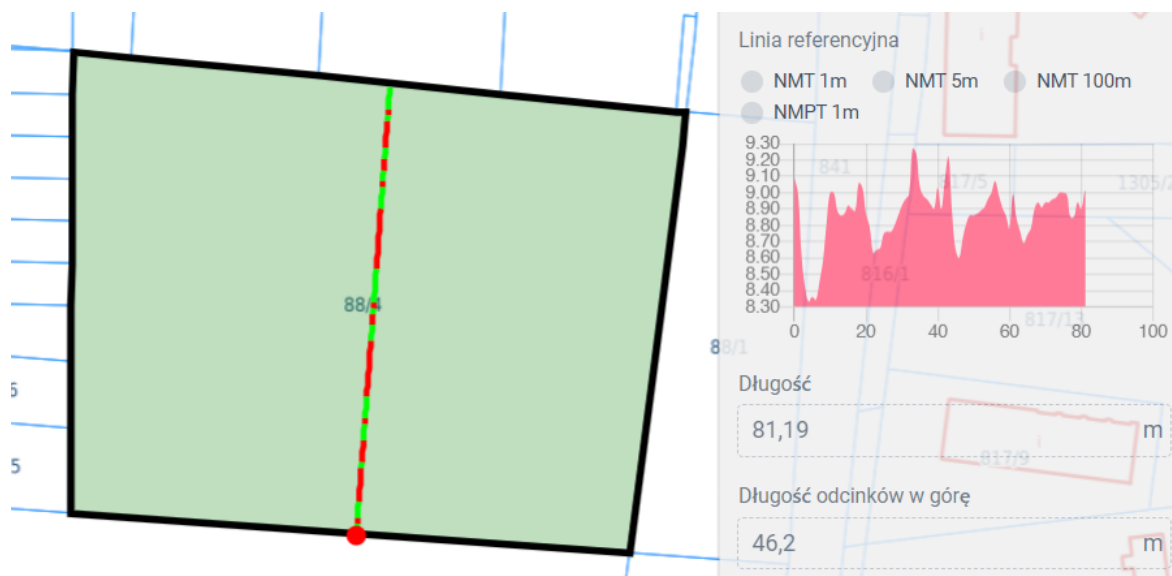 Linia referencyjna
NMT 1m NMT 5m NMT 100m
NMPT 1m
9.30
9.20
9.10
9.00
8.90
8.80
8.70
8.60
8.50
8.40
8.30
0 20 40 60 80 100
841
817/5
1305/2
816/1
817/13
88/4
88/1
6
5
Długość
81,19 m
817/9
Długość odcinków w górę
46,2 m